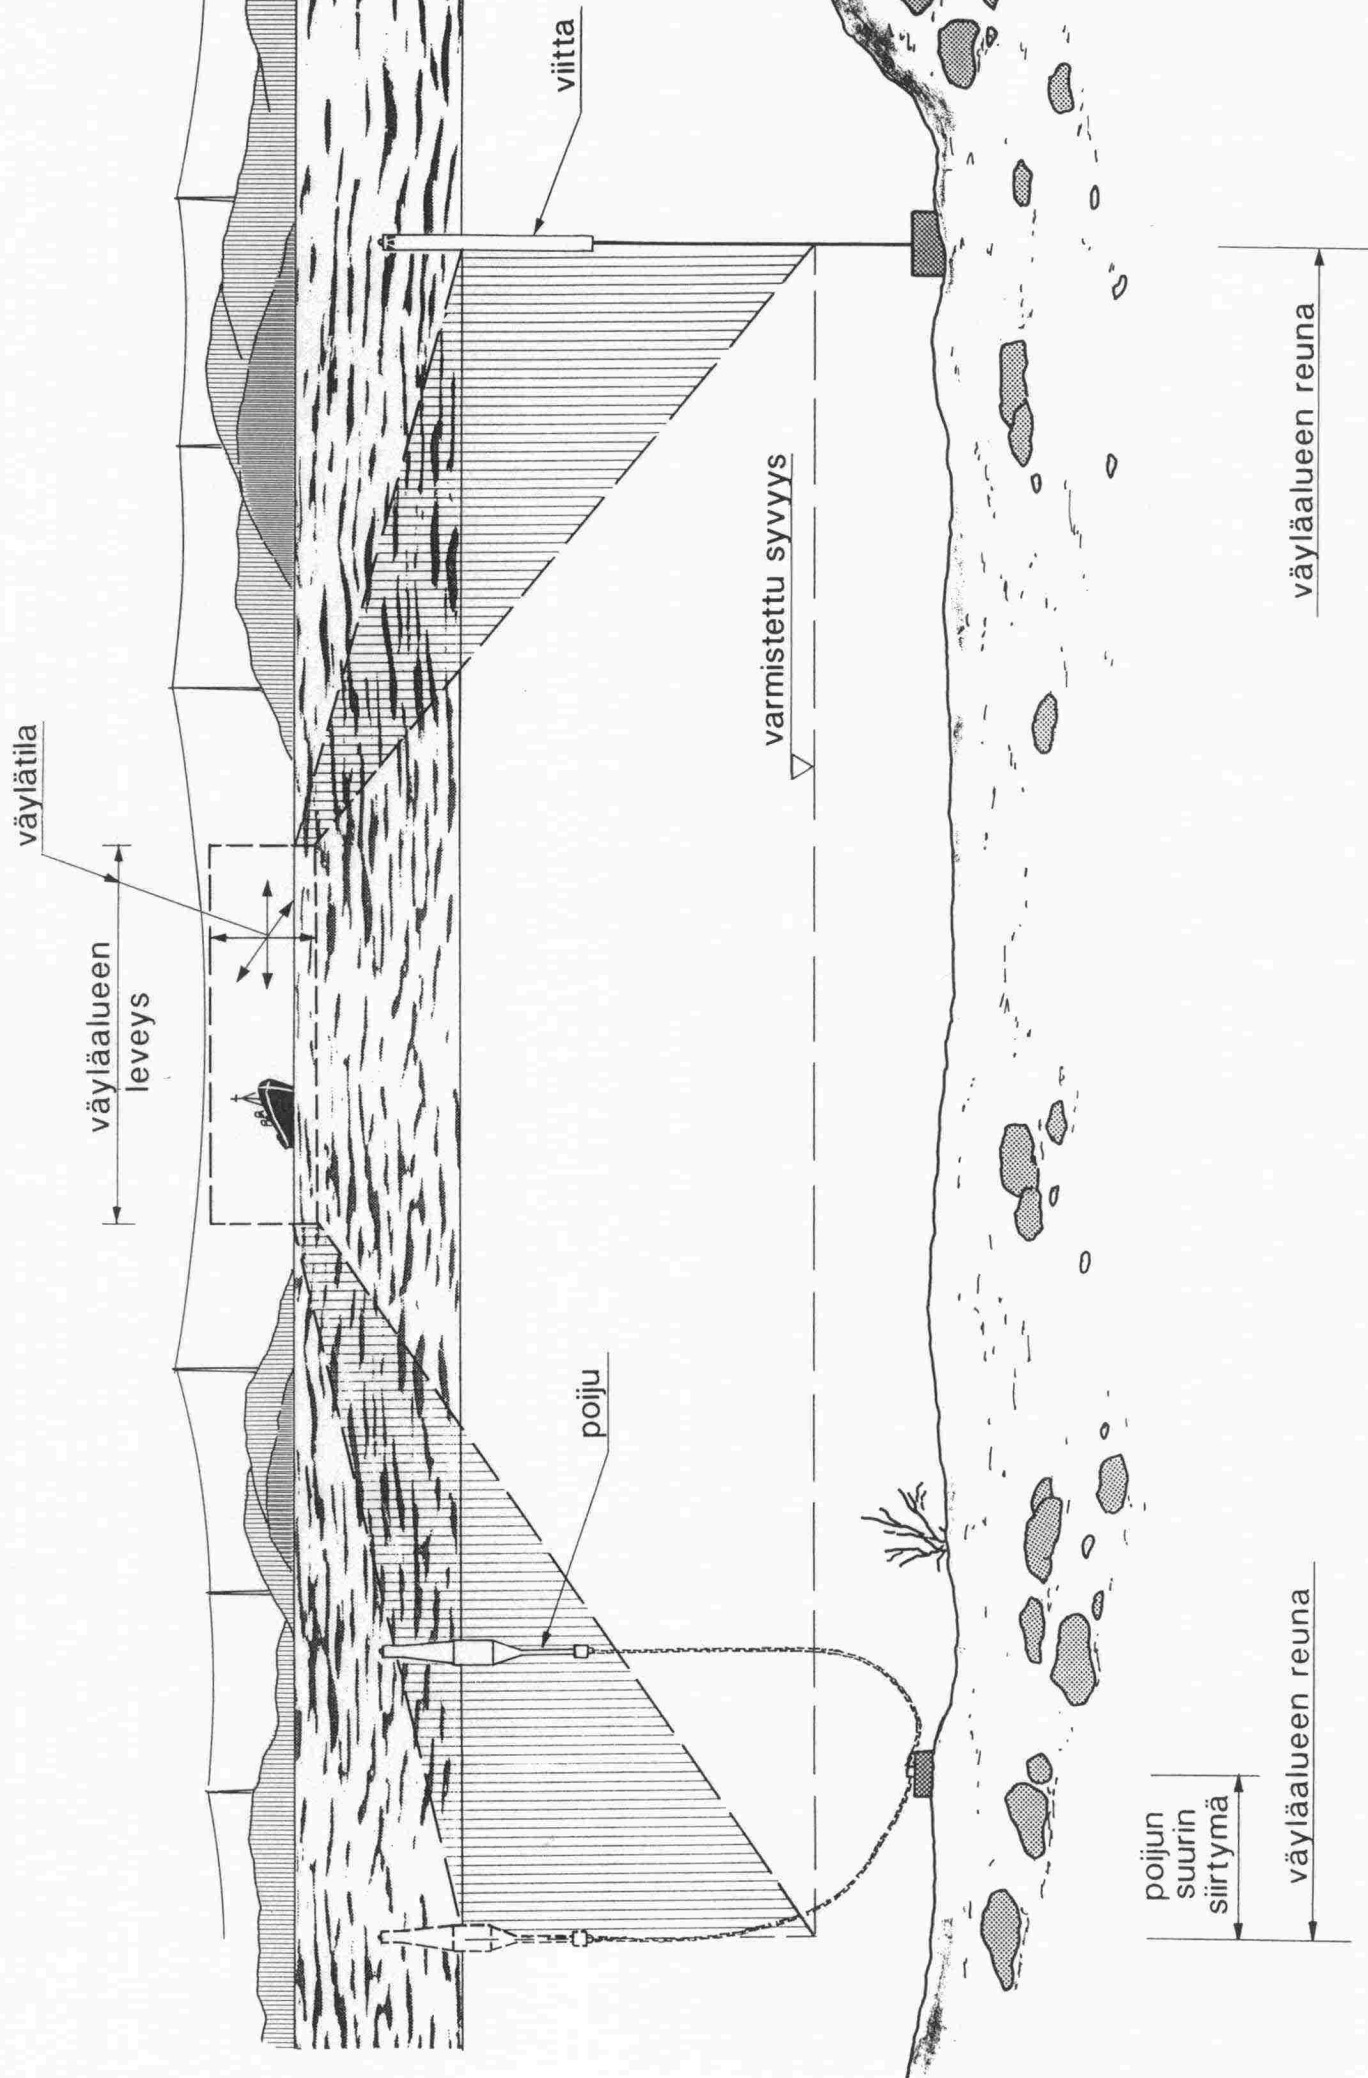 väylätila
väyläalueen
leveys
viitta
poiju
varmistettu syvyys
poijun
suurin
siirtymä
väyläalueen reuna
väyläalueen reuna